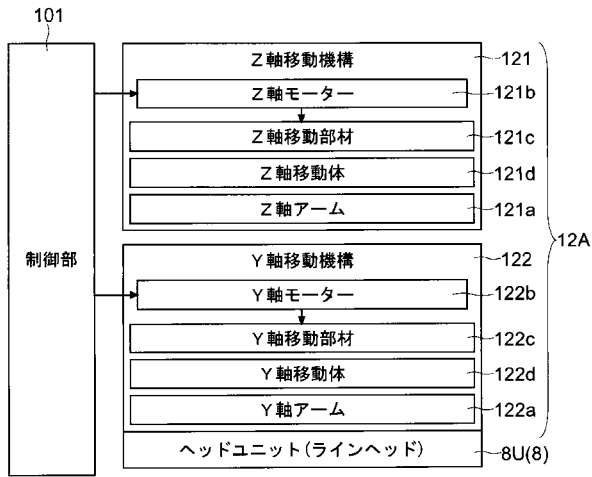 101
Z軸移動機構
121
Z軸モーター
121b
Z軸移動部材
121c
Z軸移動体
121d
Z軸アーム
121a
12A
制御部
Y軸移動機構
122
Y軸モーター
122b
Y軸移動部材
122c
Y軸移動体
122d
Y軸アーム
122a
ヘッドユニット(ラインヘッド)
8U(8)